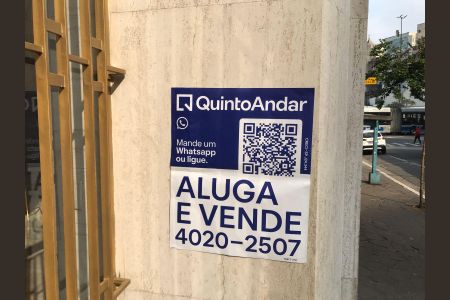 QuintoAndar
Mande um
Whatsapp
ou ligue.
ALUGA
E VENDE
4020-2507